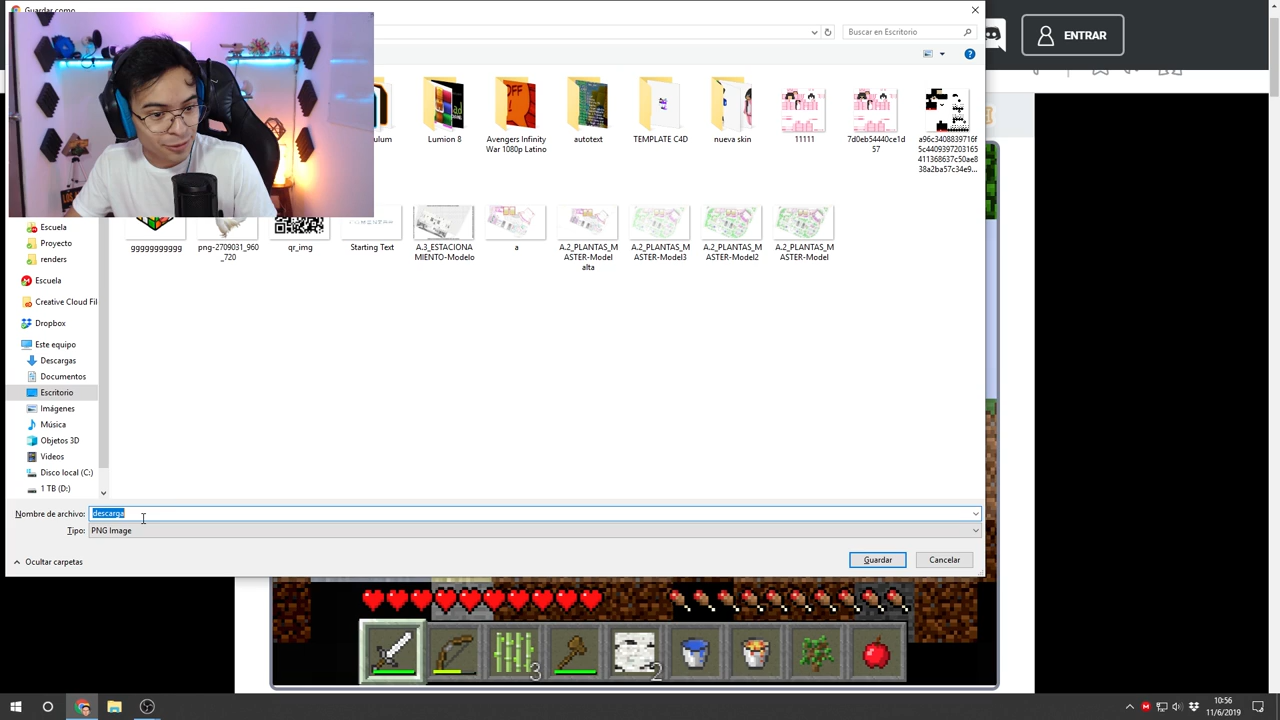 Guardar como
Buscar en Escritorio
ENTRAR
Lumion 8
Avengers Infinity
War 1080p Latino
autotext
TEMPLATE C4D
nueva skin
11111
7d0eb54440ce1d
57
a96c3408839716f
5c4409397203165
411368637c50ae8
38a2ba57c34e9...
ggggggggggg
png-2709031_960
_720
qr_img
Starting Text
A.3_ESTACIONA
MIENTO-Modelo
a
A.2_PLANTAS_M
ASTER-Model
alta
A.2_PLANTAS_M
ASTER-Model3
A.2_PLANTAS_M
ASTER-Model2
A.2_PLANTAS_M
ASTER-Model
Escuela
Proyecto
renders
Escuela
Creative Cloud Fil
Dropbox
Este equipo
Descargas
Documentos
Escritorio
Imágenes
Música
Objetos 3D
Videos
Disco local (C:)
1 TB (D:)
Nombre de archivo: descarga
Tipo: PNG Image
Ocultar carpetas
Guardar
Cancelar
3
2
10:56
11/6/2019